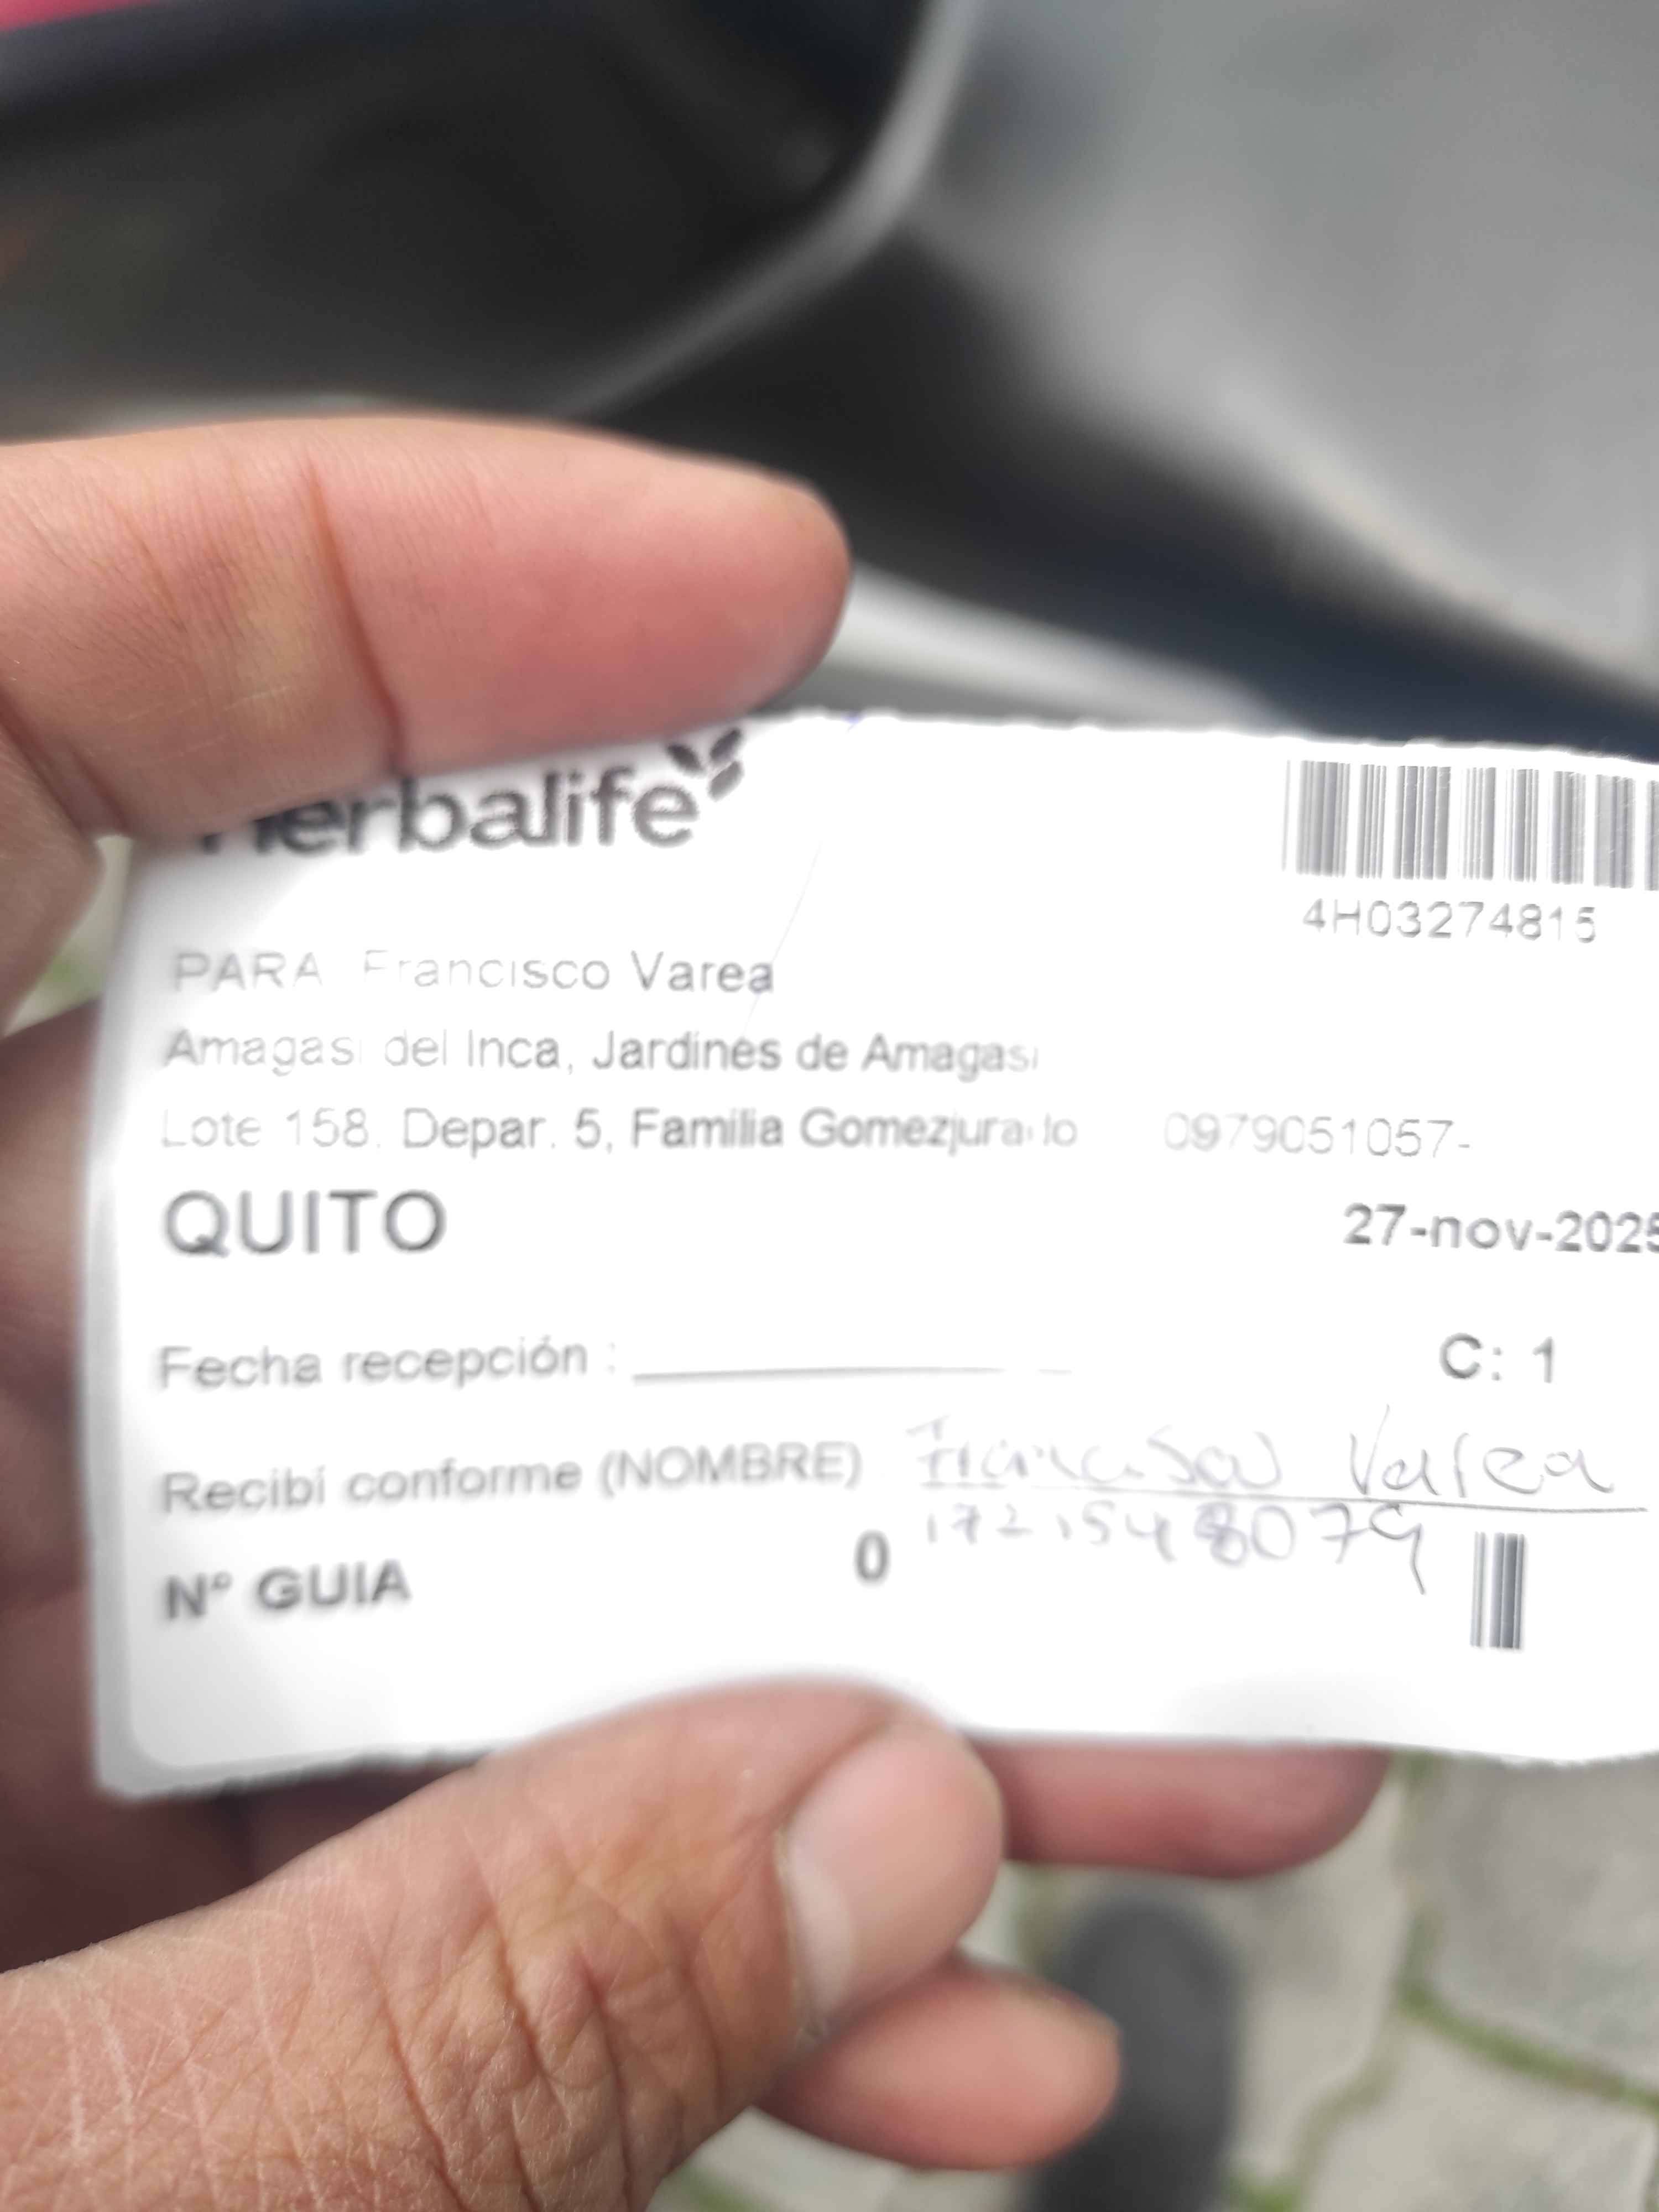 Herbalife
4H03274815
PARA Francisco Varea
Amagasi del Inca, Jardines de Amagasi
Lote 158. Depar. 5, Familia Gomezjurado 0979051057-
QUITO 27-nov-2025
Fecha recepción : C: 1
Recibí conforme (NOMBRE) Francisco Varea
1721548079
Nº GUIA 0